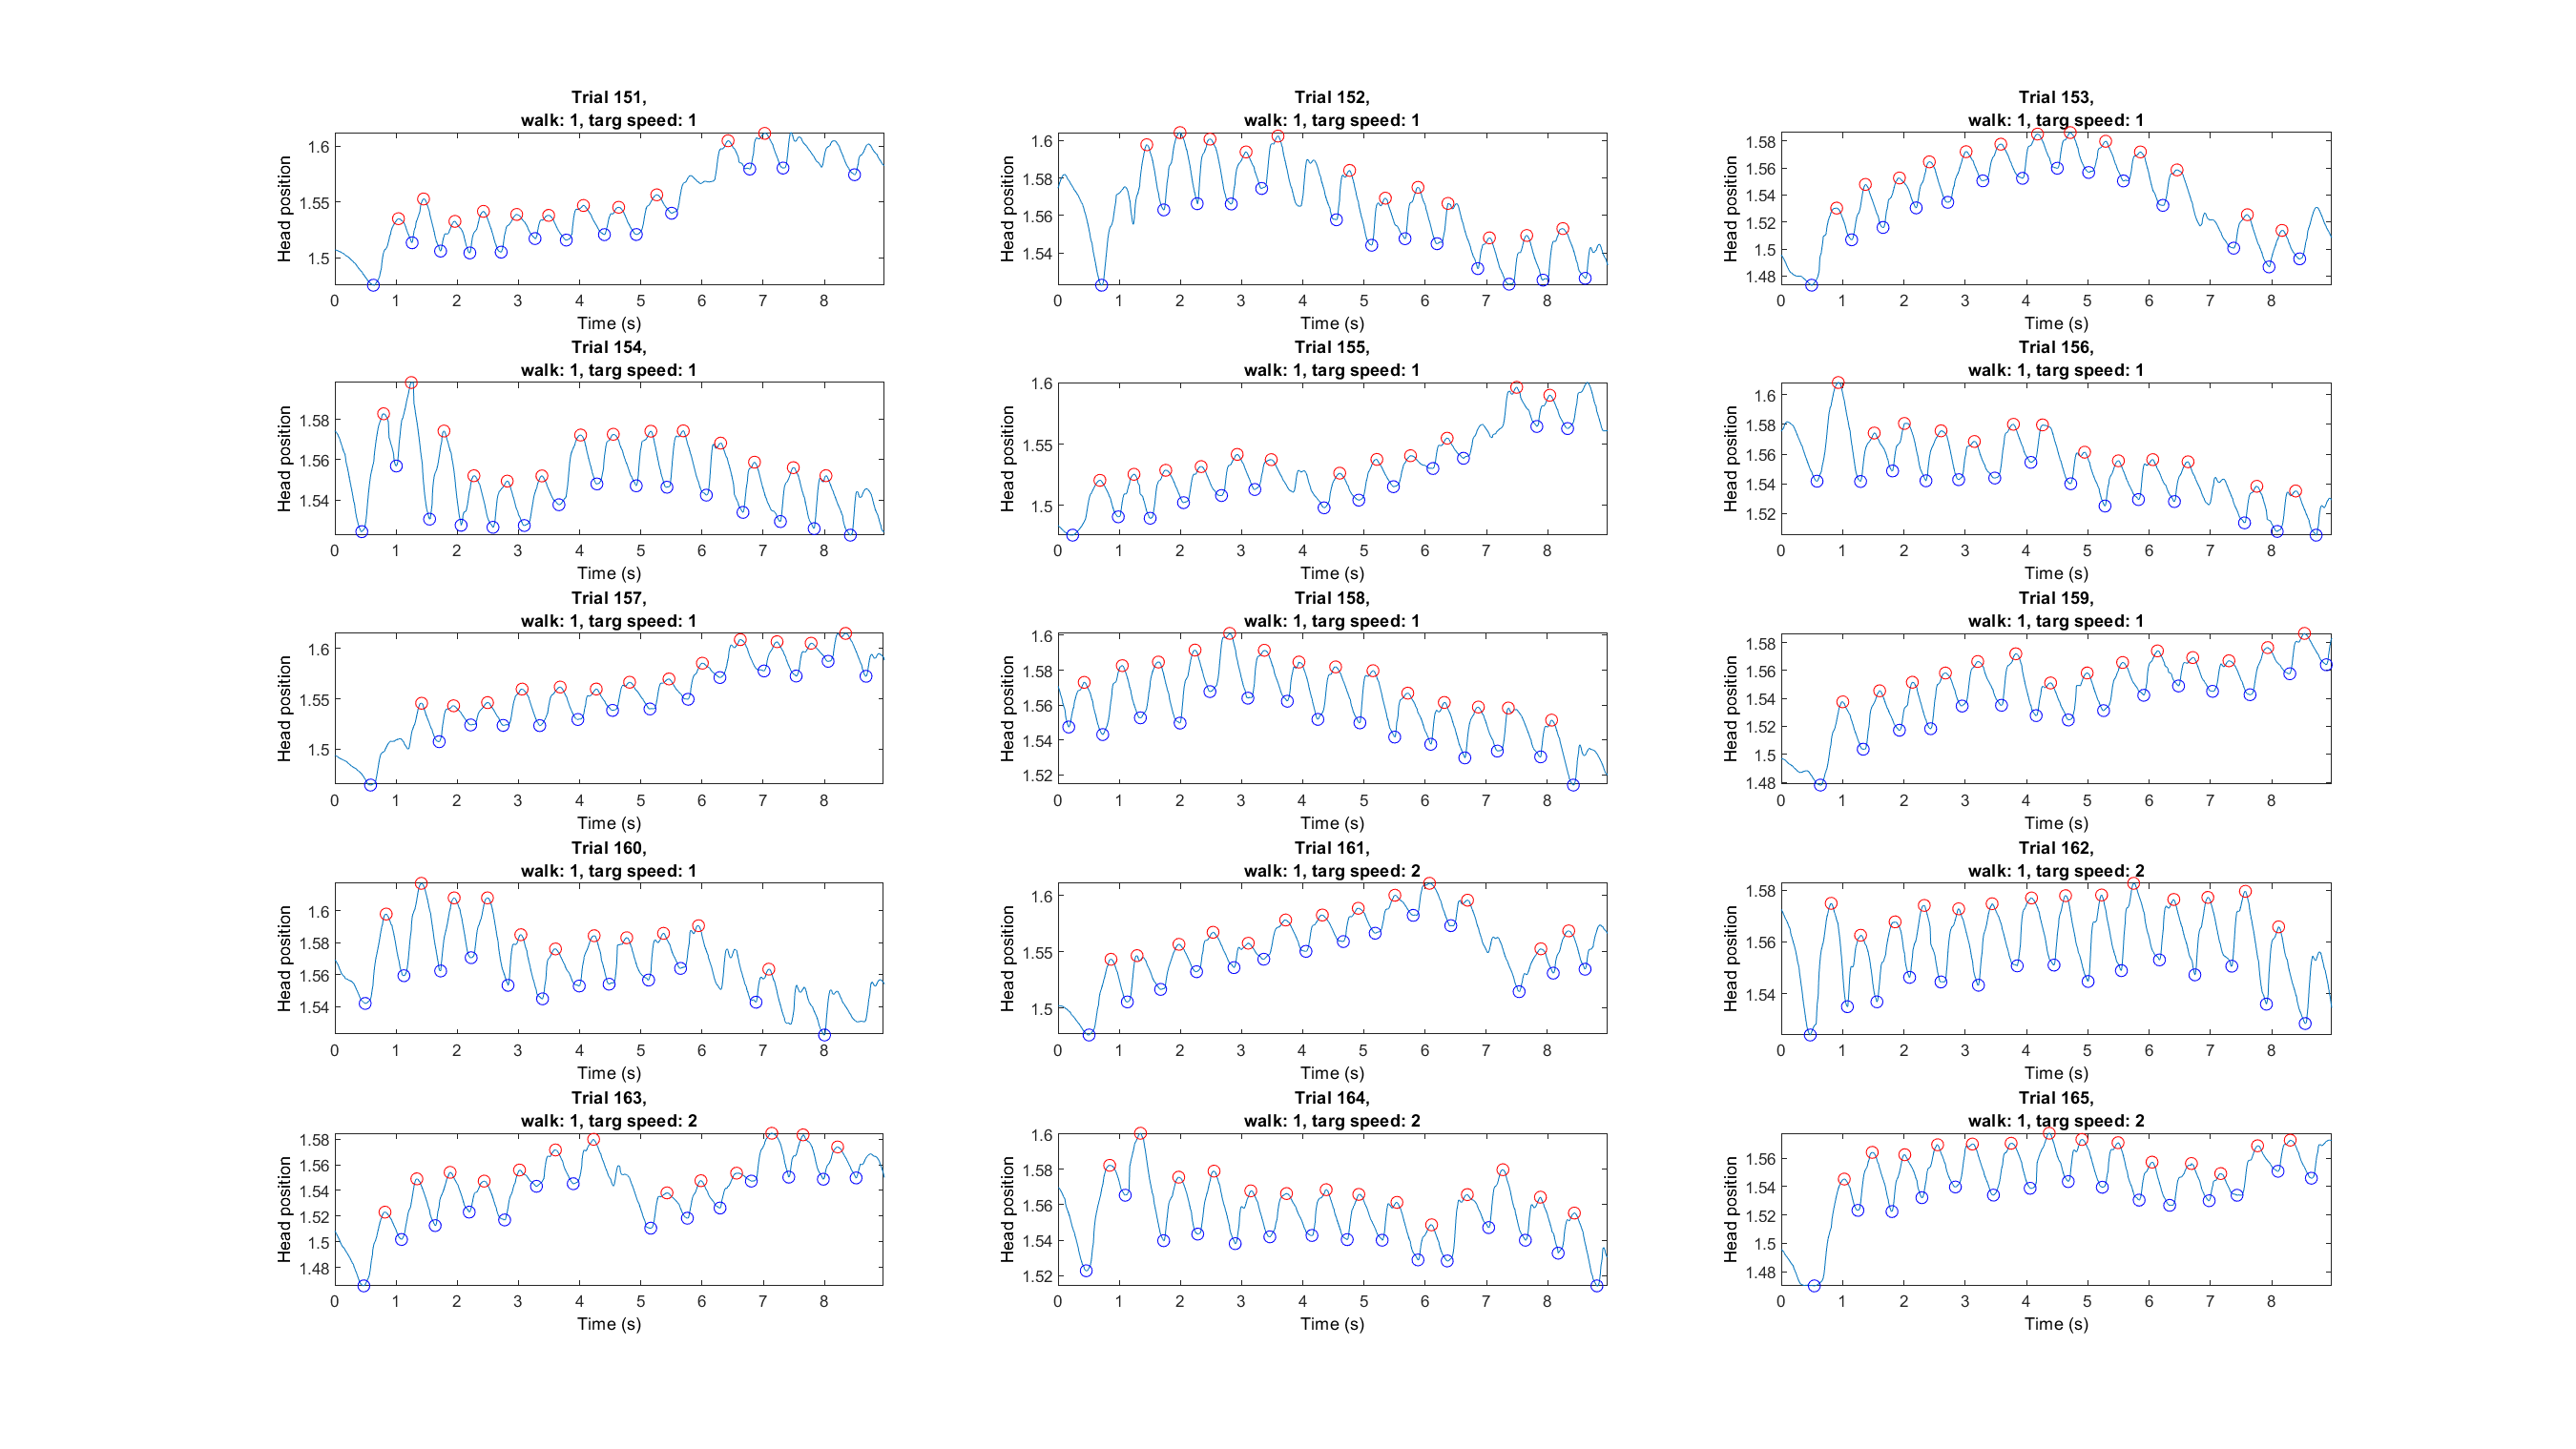 Trial 151,
walk: 1, targ speed: 1
Head position
1.6
1.55
1.5
0 1 2 3 4 5 6 7 8
Time (s)
Trial 152,
walk: 1, targ speed: 1
Head position
1.6
1.58
1.56
1.54
0 1 2 3 4 5 6 7 8
Time (s)
Trial 153,
walk: 1, targ speed: 1
Head position
1.58
1.56
1.54
1.52
1.5
1.48
0 1 2 3 4 5 6 7 8
Time (s)
Trial 154,
walk: 1, targ speed: 1
Head position
1.58
1.56
1.54
0 1 2 3 4 5 6 7 8
Time (s)
Trial 155,
walk: 1, targ speed: 1
Head position
1.6
1.55
1.5
0 1 2 3 4 5 6 7 8
Time (s)
Trial 156,
walk: 1, targ speed: 1
Head position
1.6
1.58
1.56
1.54
1.52
0 1 2 3 4 5 6 7 8
Time (s)
Trial 157,
walk: 1, targ speed: 1
Head position
1.6
1.55
1.5
0 1 2 3 4 5 6 7 8
Time (s)
Trial 158,
walk: 1, targ speed: 1
Head position
1.6
1.58
1.56
1.54
1.52
0 1 2 3 4 5 6 7 8
Time (s)
Trial 159,
walk: 1, targ speed: 1
Head position
1.58
1.56
1.54
1.52
1.5
1.48
0 1 2 3 4 5 6 7 8
Time (s)
Trial 160,
walk: 1, targ speed: 1
Head position
1.6
1.58
1.56
1.54
0 1 2 3 4 5 6 7 8
Time (s)
Trial 161,
walk: 1, targ speed: 2
Head position
1.6
1.55
1.5
0 1 2 3 4 5 6 7 8
Time (s)
Trial 162,
walk: 1, targ speed: 2
Head position
1.58
1.56
1.54
0 1 2 3 4 5 6 7 8
Time (s)
Trial 163,
walk: 1, targ speed: 2
Head position
1.58
1.56
1.54
1.52
1.5
1.48
0 1 2 3 4 5 6 7 8
Time (s)
Trial 164,
walk: 1, targ speed: 2
Head position
1.6
1.58
1.56
1.54
1.52
0 1 2 3 4 5 6 7 8
Time (s)
Trial 165,
walk: 1, targ speed: 2
Head position
1.56
1.54
1.52
1.5
1.48
0 1 2 3 4 5 6 7 8
Time (s)